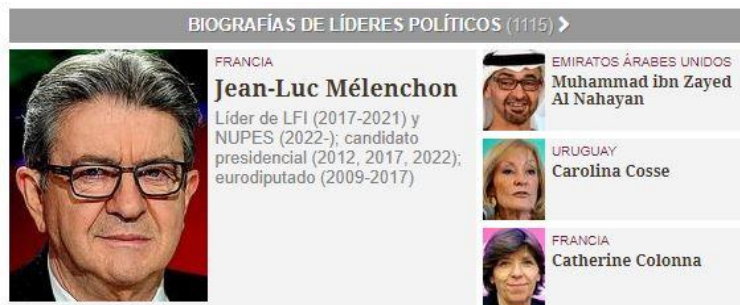 BIOGRAFÍAS DE LÍDERES POLÍTICOS (1115)
FRANCIA
Jean-Luc Mélenchon
Líder de LFI (2017-2021) y
NUPES (2022-); candidato
presidencial (2012, 2017, 2022);
eurodiputado (2009-2017)
EMIRATOS ÁRABES UNIDOS
Muhammad ibn Zayed
Al Nahayan
URUGUAY
Carolina Cosse
FRANCIA
Catherine Colonna